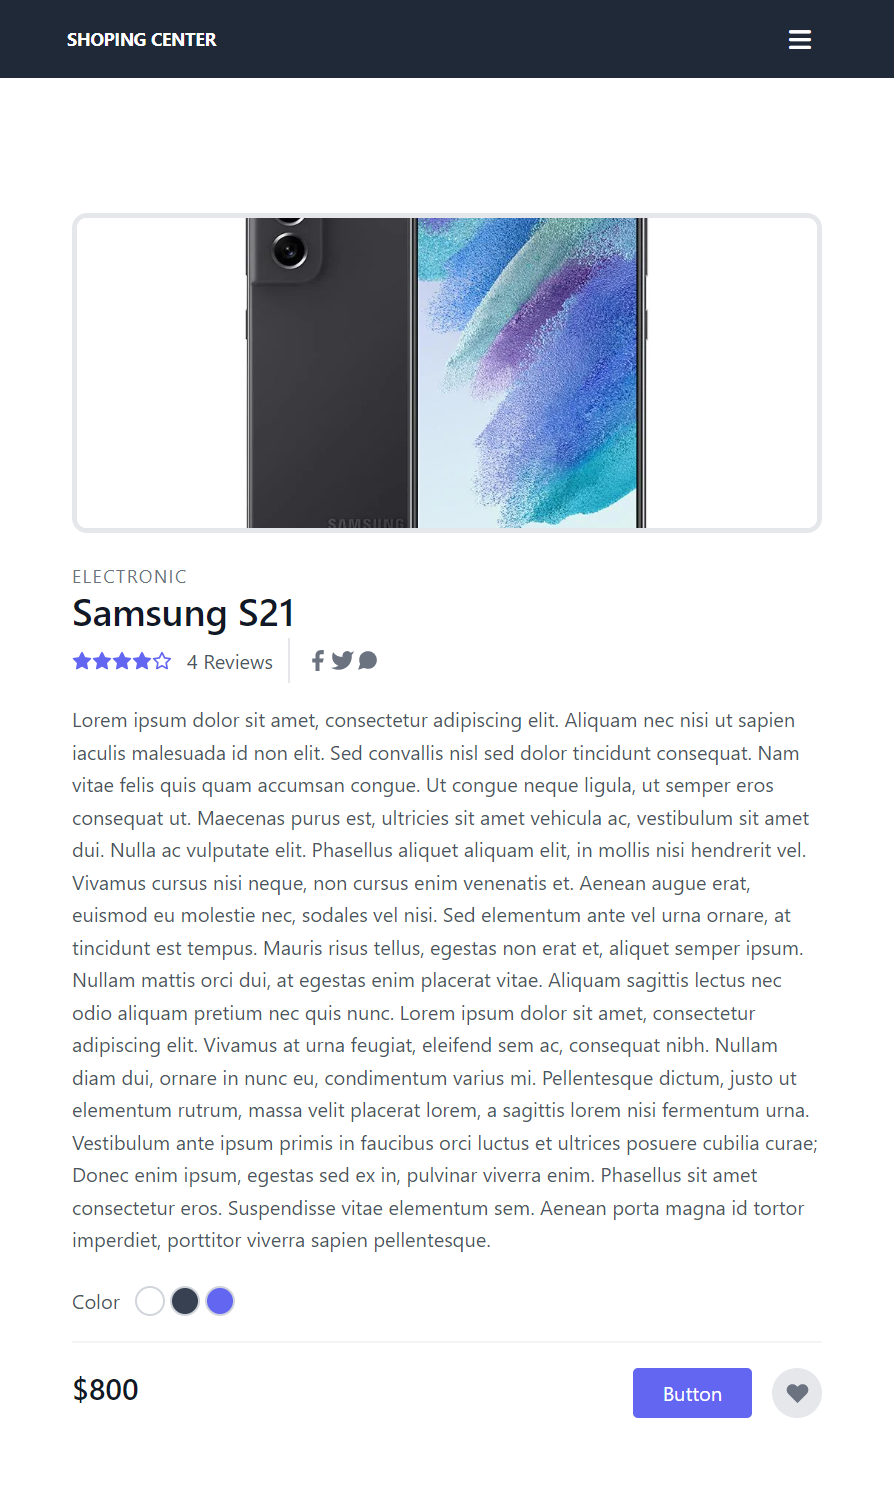 SHOPING CENTER
SAMSUNG
ELECTRONIC
Samsung S21
4 Reviews
Lorem ipsum dolor sit amet, consectetur adipiscing elit. Aliquam nec nisi ut sapien
iaculis malesuada id non elit. Sed convallis nisl sed dolor tincidunt consequat. Nam
vitae felis quis quam accumsan congue. Ut congue neque ligula, ut semper eros
consequat ut. Maecenas purus est, ultricies sit amet vehicula ac, vestibulum sit amet
dui. Nulla ac vulputate elit. Phasellus aliquet aliquam elit, in mollis nisi hendrerit vel.
Vivamus cursus nisi neque, non cursus enim venenatis et. Aenean augue erat,
euismod eu molestie nec, sodales vel nisi. Sed elementum ante vel urna ornare, at
tincidunt est tempus. Mauris risus tellus, egestas non erat et, aliquet semper ipsum.
Nullam mattis orci dui, at egestas enim placerat vitae. Aliquam sagittis lectus nec
odio aliquam pretium nec quis nunc. Lorem ipsum dolor sit amet, consectetur
adipiscing elit. Vivamus at urna feugiat, eleifend sem ac, consequat nibh. Nullam
diam dui, ornare in nunc eu, condimentum varius mi. Pellentesque dictum, justo ut
elementum rutrum, massa velit placerat lorem, a sagittis lorem nisi fermentum urna.
Vestibulum ante ipsum primis in faucibus orci luctus et ultrices posuere cubilia curae;
Donec enim ipsum, egestas sed ex in, pulvinar viverra enim. Phasellus sit amet
consectetur eros. Suspendisse vitae elementum sem. Aenean porta magna id tortor
imperdiet, porttitor viverra sapien pellentesque.
Color
$800
Button